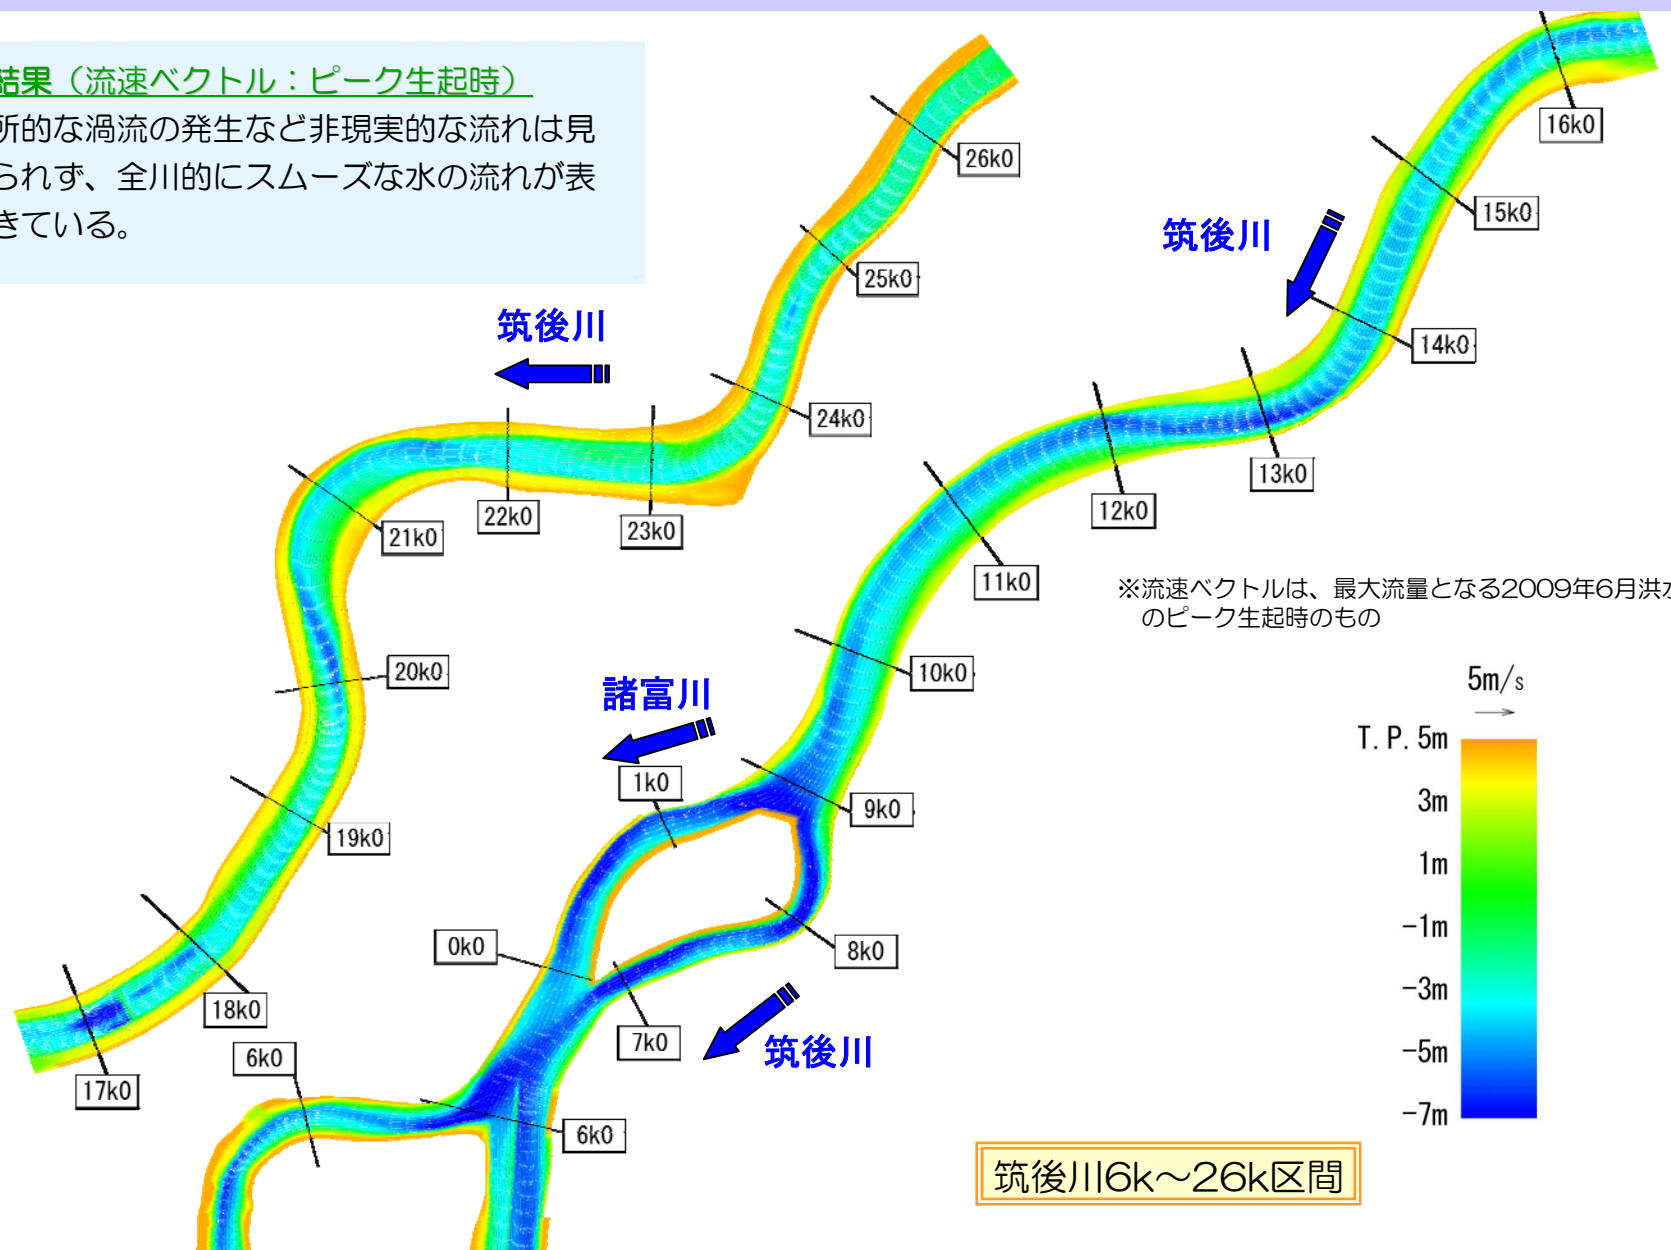 結果（流速ベクトル：ピーク生起時）
所的な渦流の発生など非現実的な流れは見
られず、全川的にスムーズな水の流れが表
きている。
筑後川
筑後川
諸富川
筑後川
26k0
25k0
24k0
23k0
22k0
21k0
20k0
19k0
18k0
17k0
16k0
15k0
14k0
13k0
12k0
11k0
10k0
9k0
8k0
7k0
6k0
1k0
0k0
6k0
※流速ベクトルは、最大流量となる2009年6月洪水
のピーク生起時のもの
5m/s
T.P. 5m
3m
1m
-1m
-3m
-5m
-7m
筑後川6k～26k区間